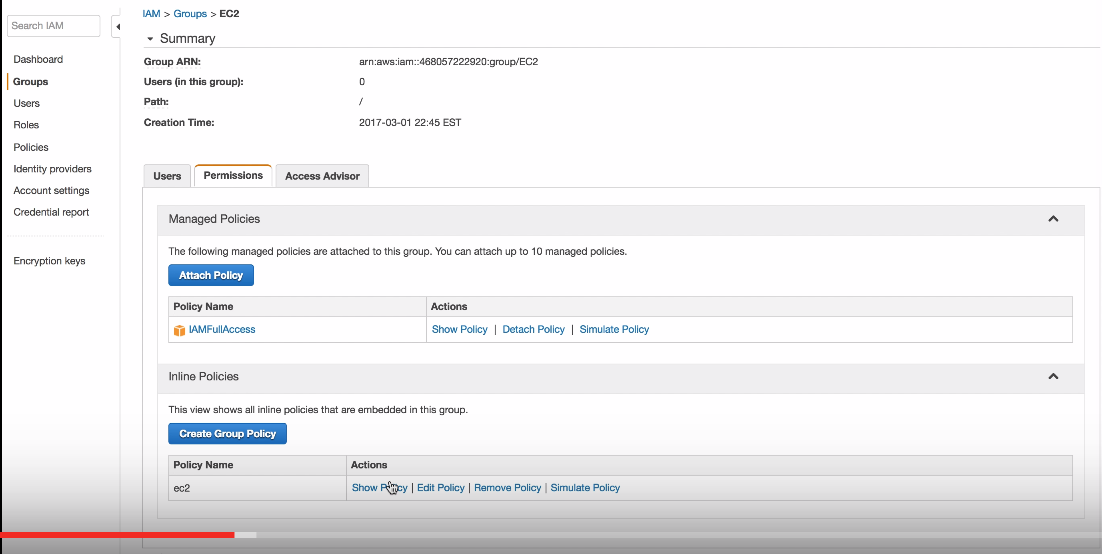 IAM > Groups > EC2
Search IAM
Summary
Dashboard
Groups
Users
Roles
Policies
Identity providers
Account settings
Credential report
Encryption keys
Group ARN: arn:aws:iam::468057222920:group/EC2
Users (in this group): 0
Path: /
Creation Time: 2017-03-01 22:45 EST
Users Permissions Access Advisor
Managed Policies
The following managed policies are attached to this group. You can attach up to 10 managed policies.
Attach Policy
Policy Name Actions
IAMFullAccess Show Policy | Detach Policy | Simulate Policy
Inline Policies
This view shows all inline policies that are embedded in this group.
Create Group Policy
Policy Name Actions
ec2 Show Policy | Edit Policy | Remove Policy | Simulate Policy